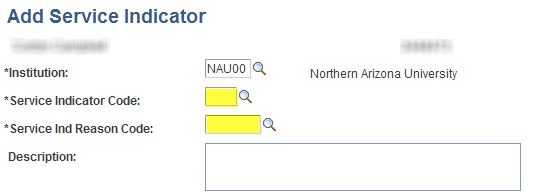 Add Service Indicator
*Institution: NAU00 Northern Arizona University
*Service Indicator Code:
*Service Ind Reason Code:
Description: